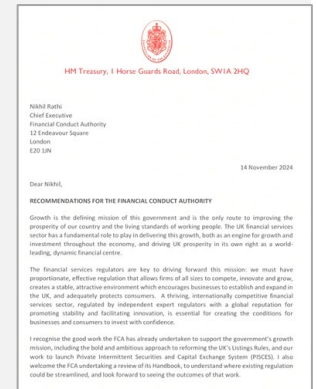 HM Treasury, 1 Horse Guards Road, London, SW1A 2HQ
Nikhil Rathi
Chief Executive
Financial Conduct Authority
12 Endeavour Square
London
E20 1JN
14 November 2024
Dear Nikhil,
RECOMMENDATIONS FOR THE FINANCIAL CONDUCT AUTHORITY
Growth is the defining mission of this government and is the only route to improving the
prosperity of our country and the living standards of working people. The UK financial services
sector has a fundamental role to play in delivering this growth, both as an engine for growth and
investment throughout the economy, and driving UK prosperity in its own right as a world-
leading, dynamic financial centre.
The financial services regulators are key to driving forward this mission: we must have
proportionate, effective regulation that allows firms of all sizes to compete, innovate and grow,
creates a stable, attractive environment which encourages businesses to establish and expand in
the UK, and adequately protects consumers. A thriving, internationally competitive financial
services sector, regulated by independent expert regulators with a global reputation for
promoting stability and facilitating innovation, is essential for creating the conditions for
businesses and consumers to invest with confidence.
I recognise the good work the FCA has already undertaken to support the government's growth
mission, including the bold and ambitious approach to reforming the UK's Listings Rules, and our
work to launch Private Intermittent Securities and Capital Exchange System (PISCES). I also
welcome the FCA undertaking a review of its Handbook, to understand where existing regulation
could be streamlined, and look forward to seeing the outcomes of that work.